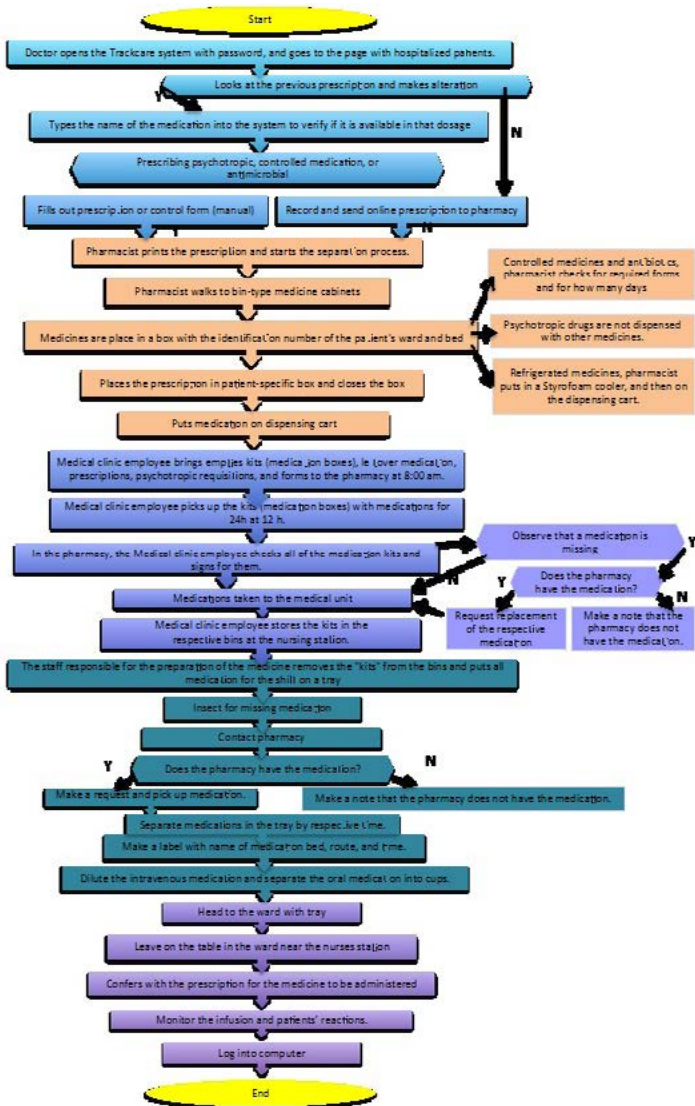 Start
Doctor opens the Trackcare system with password, and goes to the page with hospitalized patients.
Looks at the previous prescription and makes alteration
Y
Types the name of the medication into the system to verify if it is available in that dosage
N
Prescribing psychotropic, controlled medication, or
antimicrobial
Fills out prescription or control form (manual)
Record and send online prescription to pharmacy
Y
N
Pharmacist prints the prescription and starts the separation process.
Controlled medicines and antibiotics,
pharmacist checks for required forms
and for how many days
Pharmacist walks to bin-type medicine cabinets
Medicines are place in a box with the identification number of the patient's ward and bed
Psychotropic drugs are not dispensed
with other medicines.
Refrigerated medicines, pharmacist
puts in a Styrofoam cooler, and then on
the dispensing cart.
Places the prescription in patient-specific box and closes the box
Puts medication on dispensing cart
Medical clinic employee brings empties kits (medication boxes), leftover medication,
prescriptions, psychotropic requisitions, and forms to the pharmacy at 8:00 am.
Medical clinic employee picks up the kits (medication boxes) with medications for
24h at 12 h.
Observe that a medication is
missing
Y
In the pharmacy, the Medical clinic employee checks all of the medication kits and
signs for them.
N
Y
Does the pharmacy
have the medication?
N
Medications taken to the medical unit
Request replacement
of the respective
medication
Make a note that the
pharmacy does not
have the medication.
Medical clinic employee stores the kits in the
respective bins at the nursing station.
The staff responsible for the preparation of the medicine removes the "kits" from the bins and puts all
medication for the shift on a tray
Insect for missing medication
Contact pharmacy
Y
Does the pharmacy have the medication?
N
Make a request and pick up medication.
Make a note that the pharmacy does not have the medication.
Separate medications in the tray by respective time.
Make a label with name of medication bed, route, and time.
Dilute the intravenous medication and separate the oral medication into cups.
Head to the ward with tray
Leave on the table in the ward near the nurses station
Confers with the prescription for the medicine to be administered
Monitor the infusion and patients' reactions.
Log into computer
End